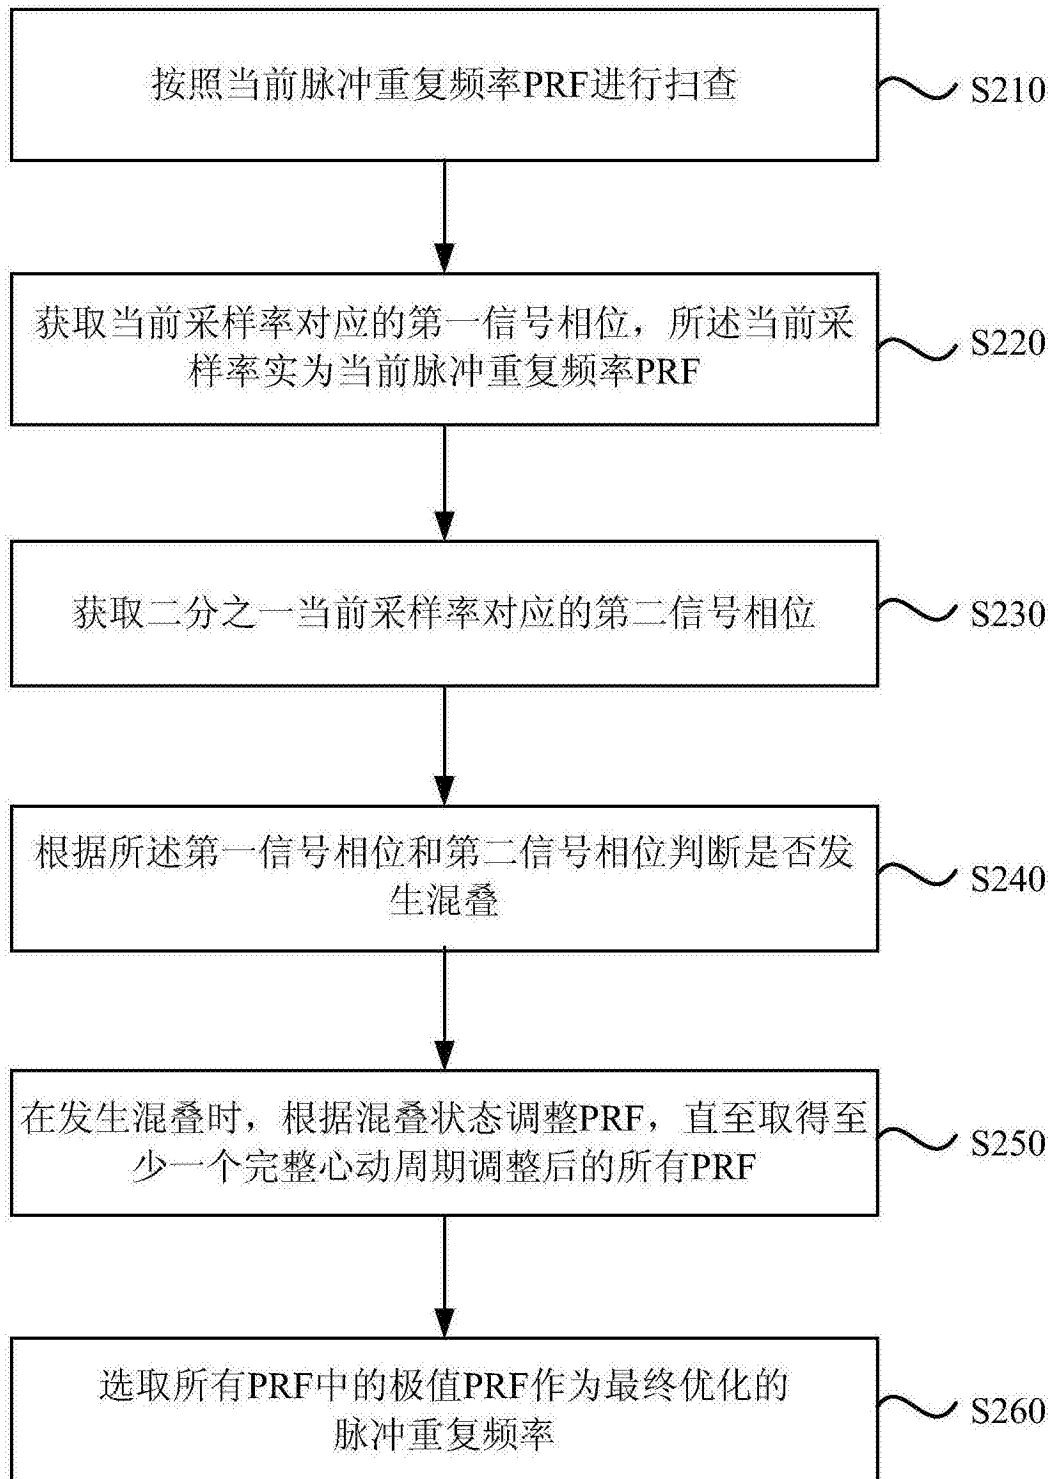 按照当前脉冲重复频率PRF进行扫查
S210
获取当前采样率对应的第一信号相位，所述当前采
样率实为当前脉冲重复频率PRF
S220
获取二分之一当前采样率对应的第二信号相位
S230
根据所述第一信号相位和第二信号相位判断是否发
生混叠
S240
在发生混叠时，根据混叠状态调整PRF，直至取得至
少一个完整心动周期调整后的所有PRF
S250
选取所有PRF中的极值PRF作为最终优化的
脉冲重复频率
S260